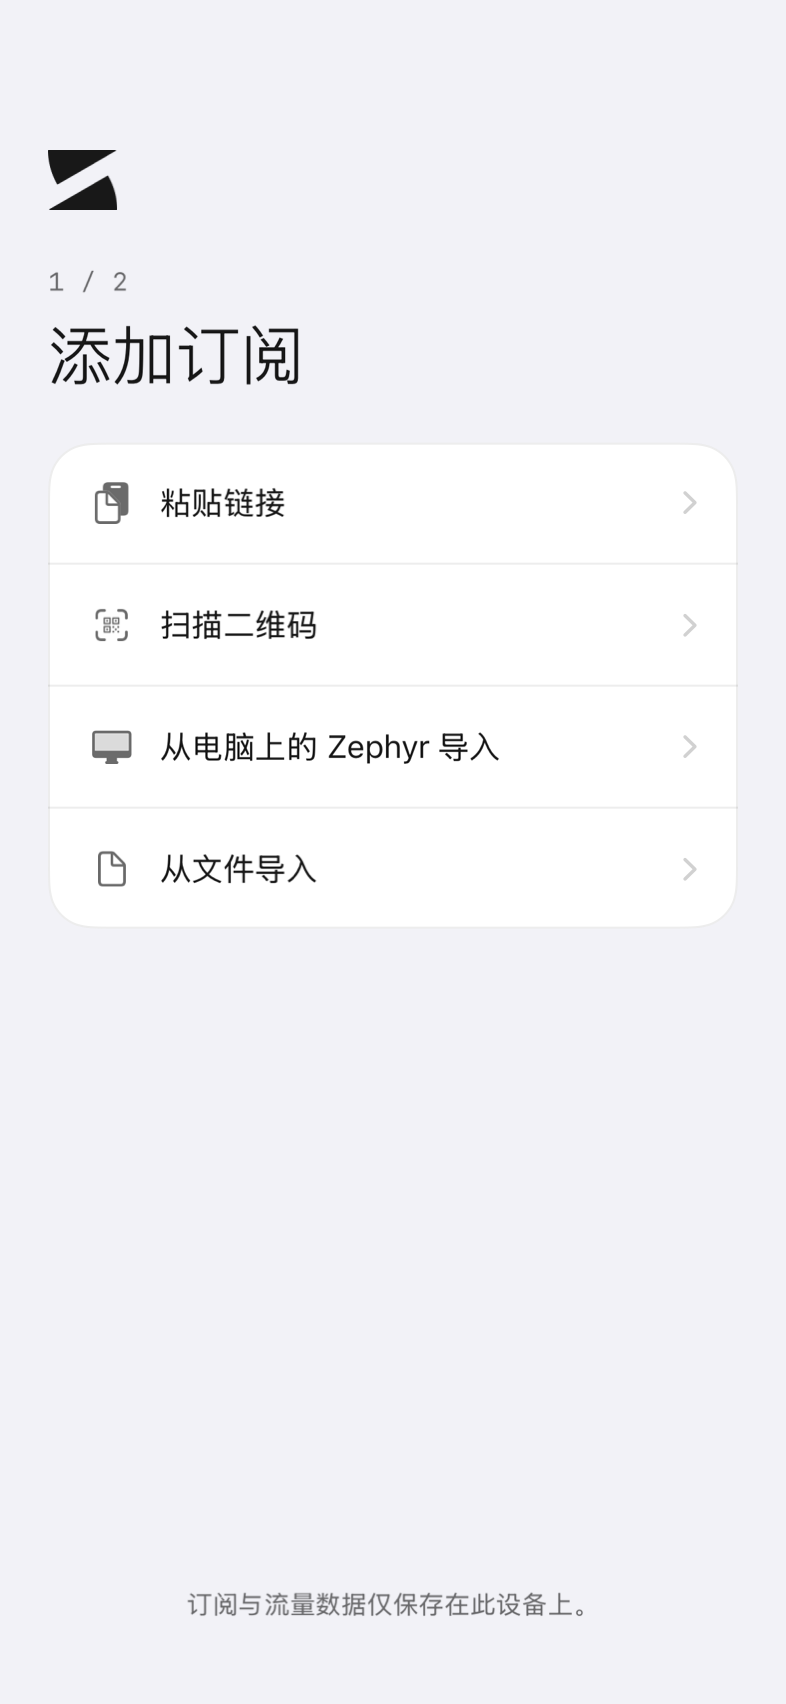 1 / 2
添加订阅
粘贴链接
扫描二维码
从电脑上的 Zephyr 导入
从文件导入
订阅与流量数据仅保存在此设备上。